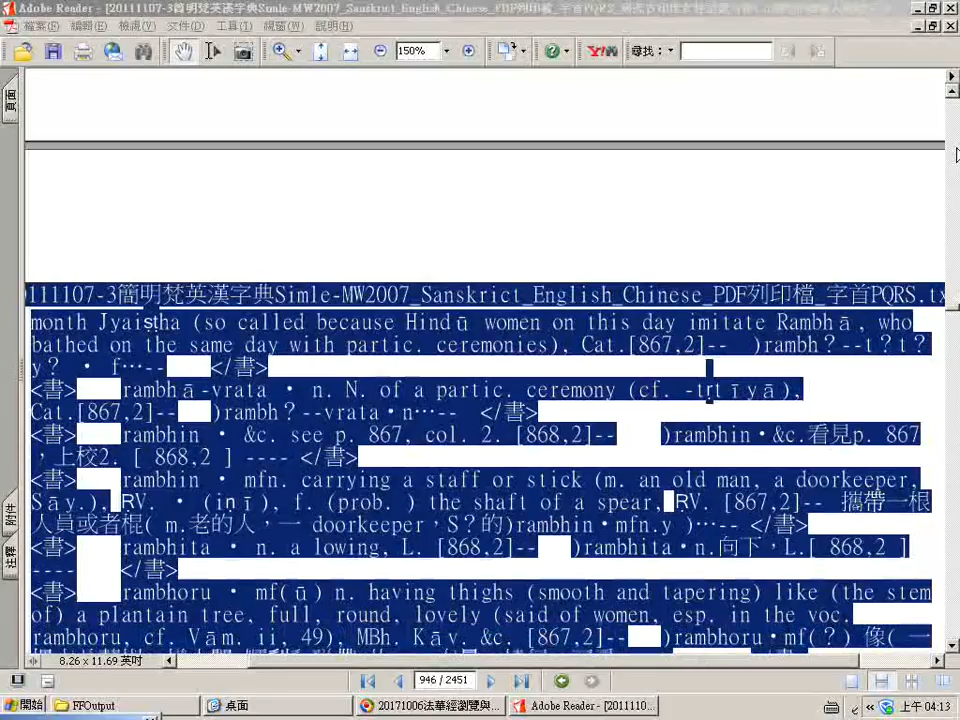 Adobe Reader - [20111107-3簡明梵英漢字典Simle-MW2007_Sanskrict_English_Chinese_PDF列印檔_字首PQRS_
檔案(F) 編輯(E) 檢視(V) 文件(D) 工具(T) 視窗(W) 說明(H)
150% Y! 尋找：
頁面
0111107-3簡明梵英漢字典Simle-MW2007_Sanskrict_English_Chinese_PDF列印檔_字首PQRS.tx
month Jyaiṣṭha (so called because Hindū women on this day imitate Rambhā, who
bathed on the same day with partic. ceremonies), Cat.[867,2]-- )rambh？--t？t？
y？ • f…-- </書>
<書> rambhā-vrata • n. N. of a partic. ceremony (cf. -tṛtīyā),
Cat.[867,2]-- )rambh？--vrata•n…-- </書>
<書> rambhin • &c. see p. 867, col. 2. [868,2]-- )rambhin•&c.看見p. 867
，上校2. [ 868,2 ] ---- </書>
<書> rambhin • mfn. carrying a staff or stick (m. an old man, a doorkeeper,
Sāy.), RV. • (iṇī), f. (prob. ) the shaft of a spear, RV [867,2]-- 攜帶一根
人員或者棍( m.老的人，一 doorkeeper，S？的)rambhin•mfn.y )…-- </書>
<書> rambhita • n. a lowing, L. [868,2]-- )rambhita•n.向下，L.[ 868,2 ]
---- </書>
<書> rambhoru • mf(ū) n. having thighs (smooth and tapering) like (the stem
of) a plantain tree, full, round, lovely (said of women, esp. in the voc.
rambhoru, cf. Vām. ii, 49), MBh. Kāv. &c. [867,2]-- )rambhoru•mf(？) 像( 一
附件
注釋
8.26 x 11.69 英吋
946 / 2451
開始 FFOutput 桌面 20171006法華經瀏覽與... Adobe Reader - [2011110... 上午 04:13